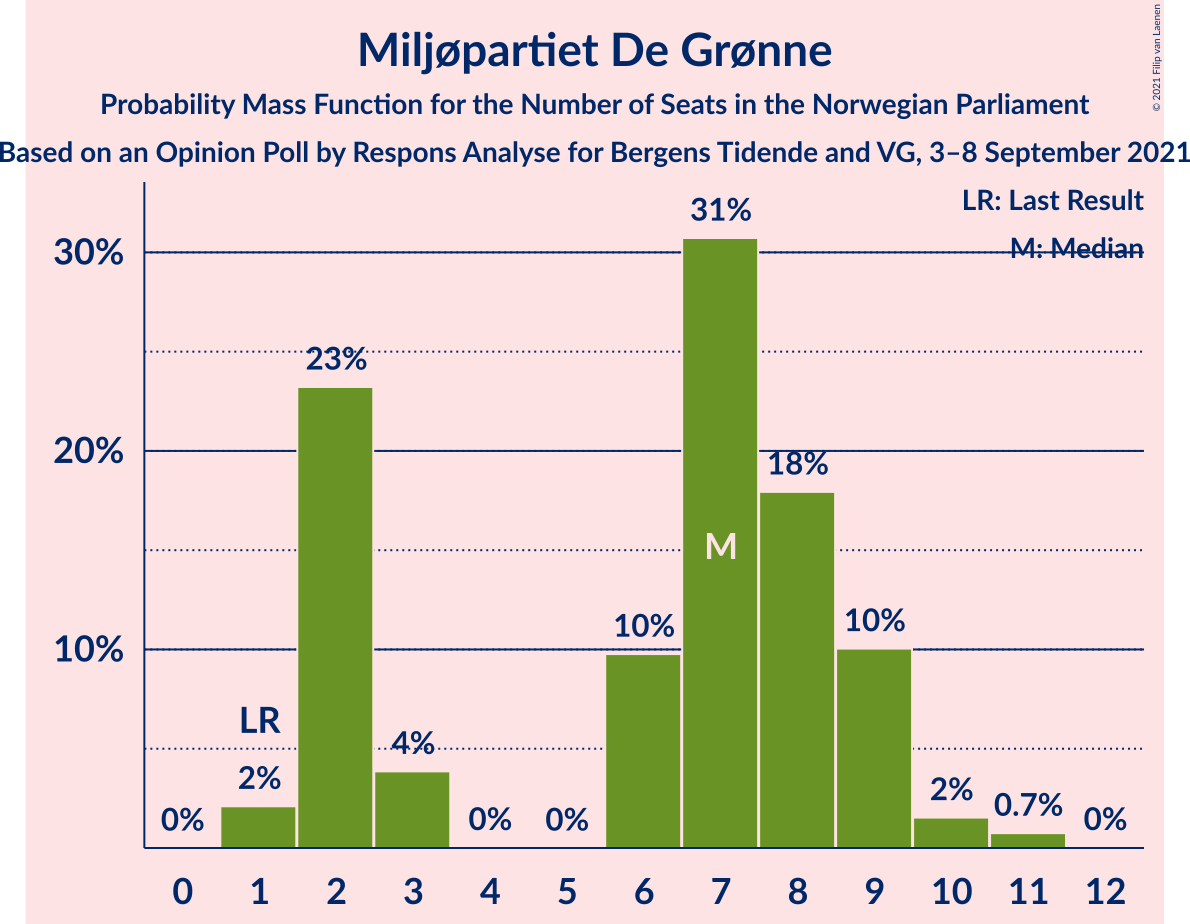 Miljøpartiet De Grønne
Probability Mass Function for the Number of Seats in the Norwegian Parliament
Based on an Opinion Poll by Respons Analyse for Bergens Tidende and VG, 3–8 September 2021
© 2021 Filip van Laenen
LR: Last Result
M: Median
30%
20%
10%
0%
LR
2%
23%
4%
0%
0%
10%
31%
M
18%
10%
2%
0.7%
0%
0 1 2 3 4 5 6 7 8 9 10 11 12